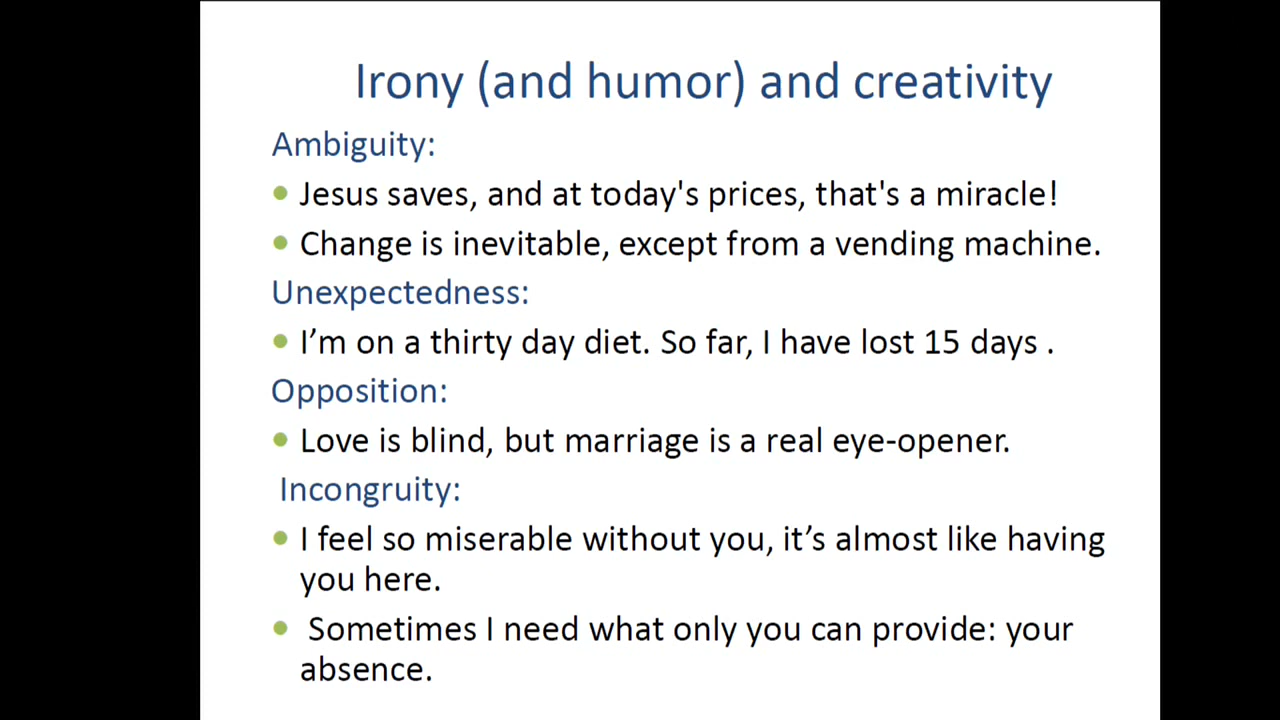 Irony (and humor) and creativity
Ambiguity:
Jesus saves, and at today's prices, that's a miracle!
Change is inevitable, except from a vending machine.
Unexpectedness:
I’m on a thirty day diet. So far, I have lost 15 days .
Opposition:
Love is blind, but marriage is a real eye-opener.
Incongruity:
I feel so miserable without you, it’s almost like having
you here.
Sometimes I need what only you can provide: your
absence.